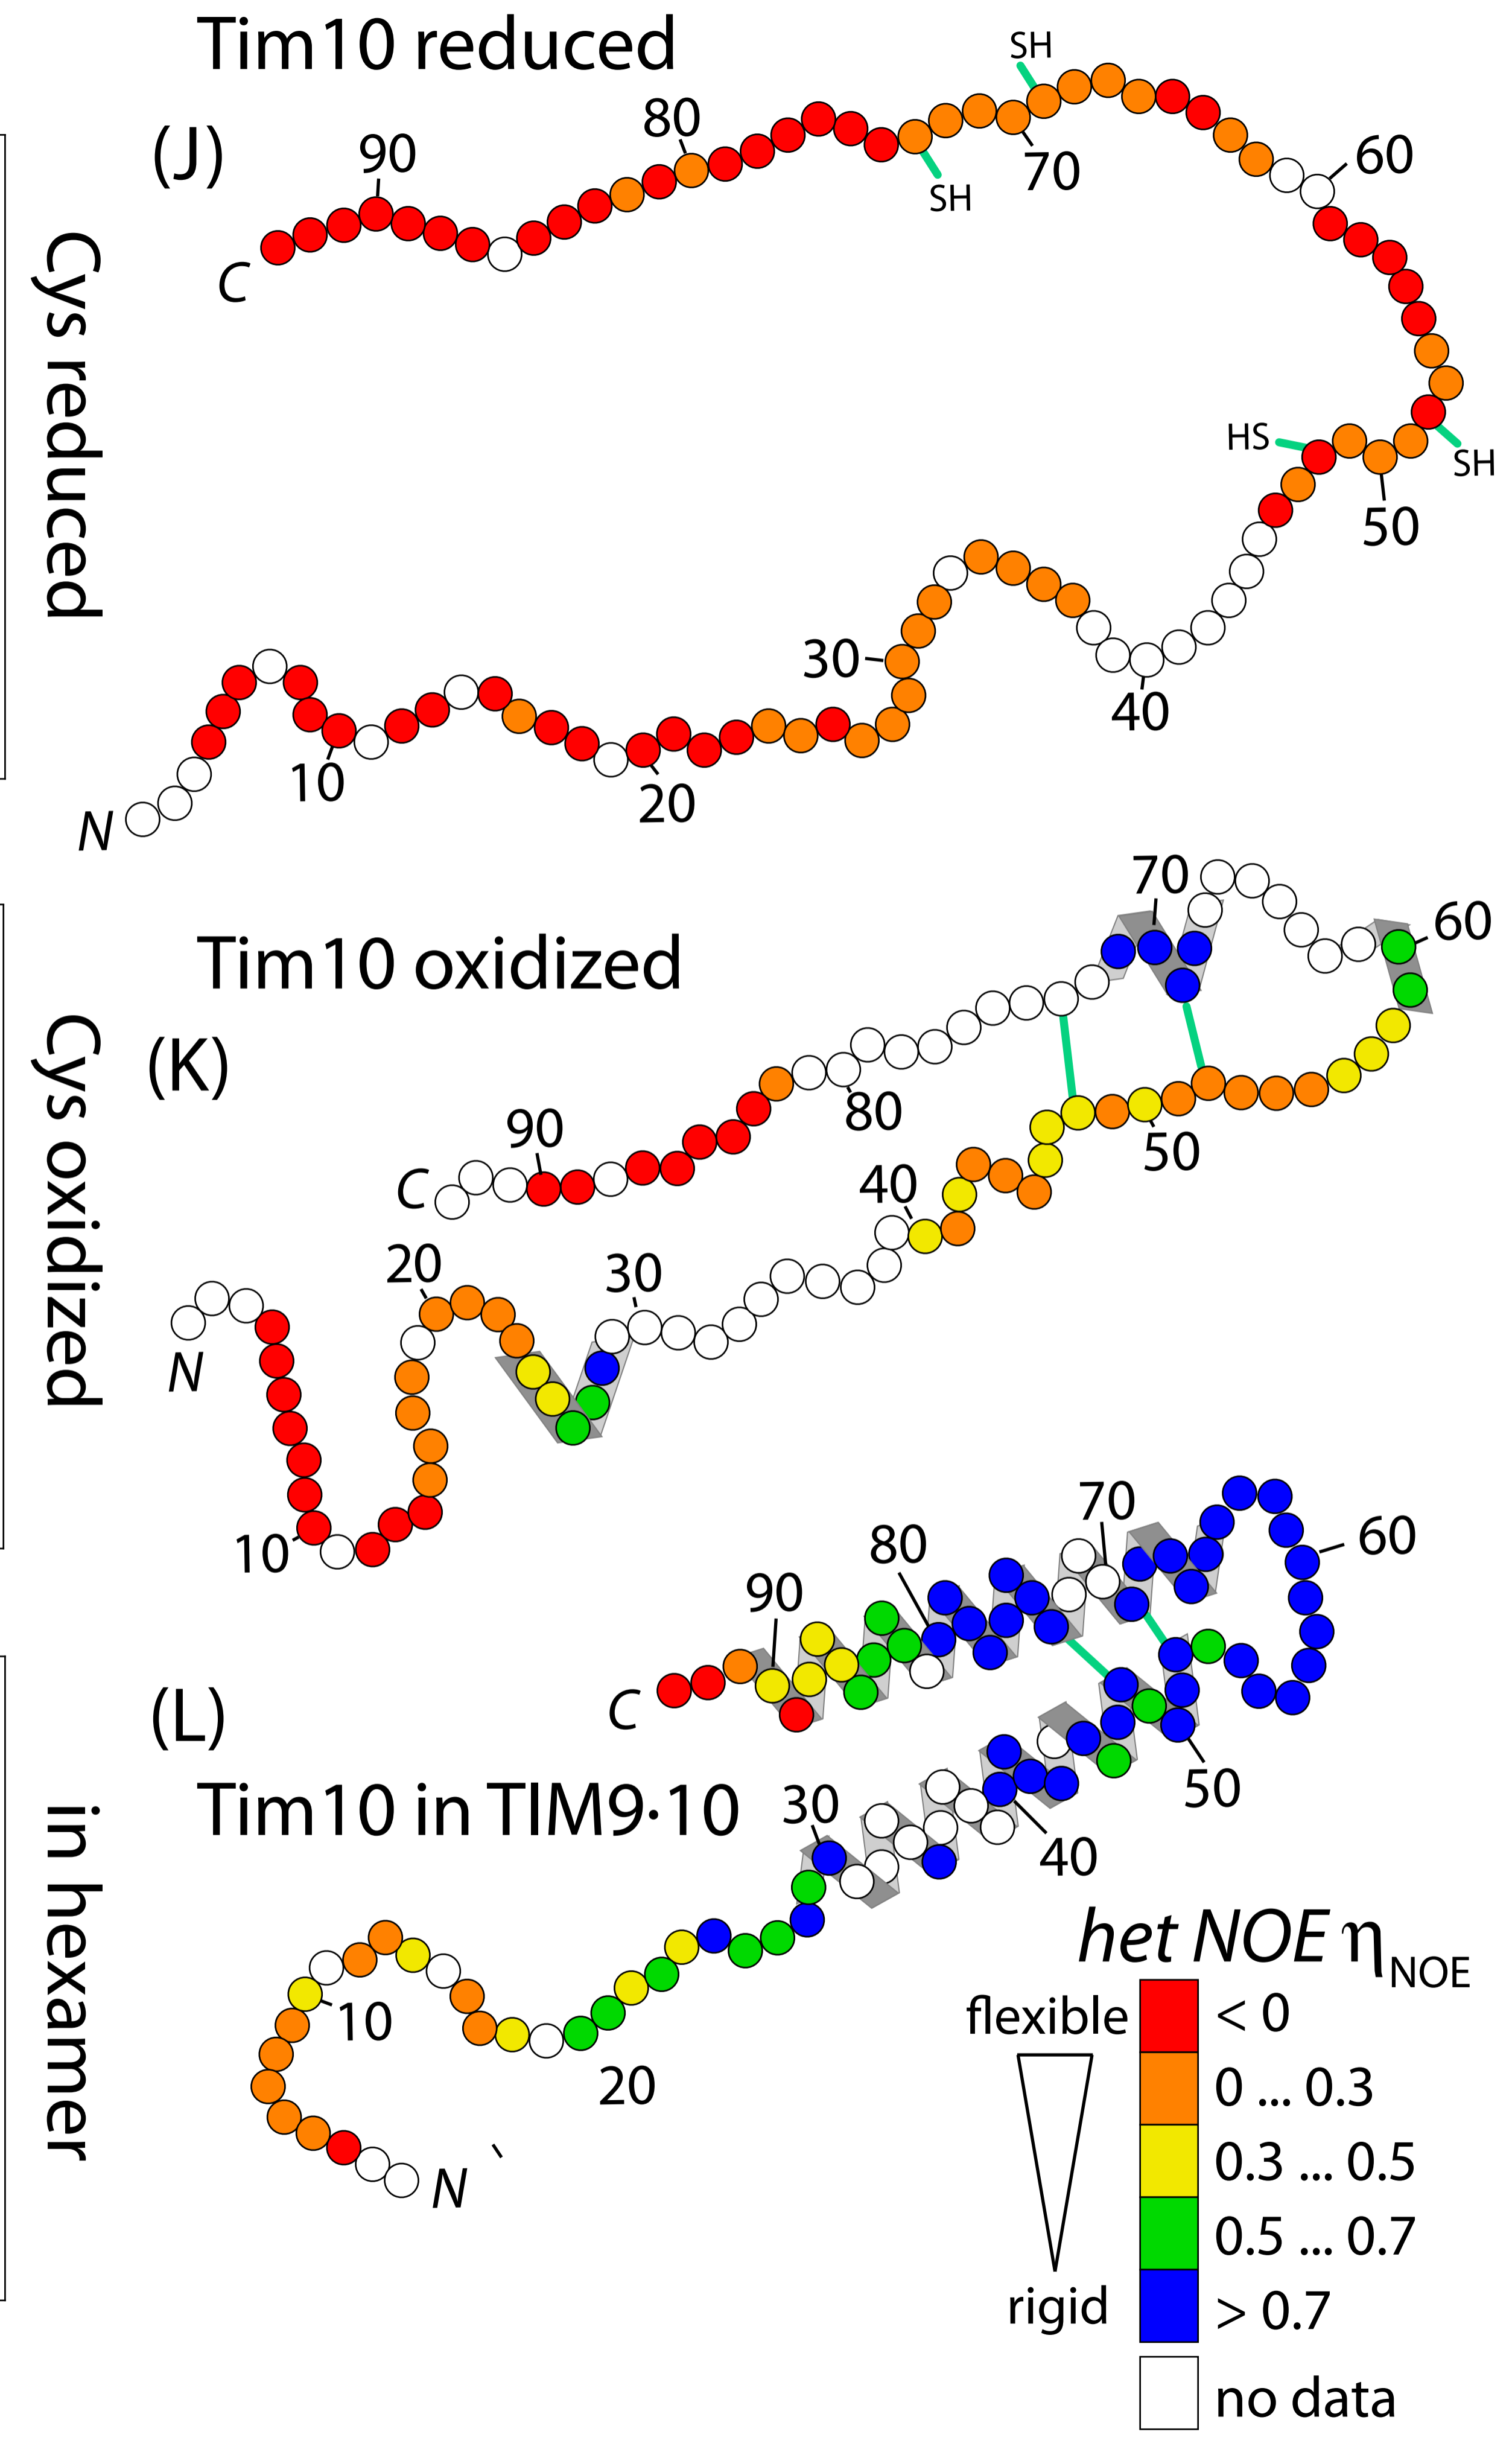 Tim10 reduced
(J)
Cys reduced
C
90
80
SH
SH
70
60
HS
SH
50
40
30
20
10
N
Tim10 oxidized
(K)
Cys oxidized
C
90
80
70
60
50
40
30
20
10
N
Tim10 in TIM9·10
(L)
in hexamer
C
90
80
70
60
50
40
30
20
10
N
het NOE ηNOE
flexible
rigid
< 0
0 ... 0.3
0.3 ... 0.5
0.5 ... 0.7
> 0.7
no data